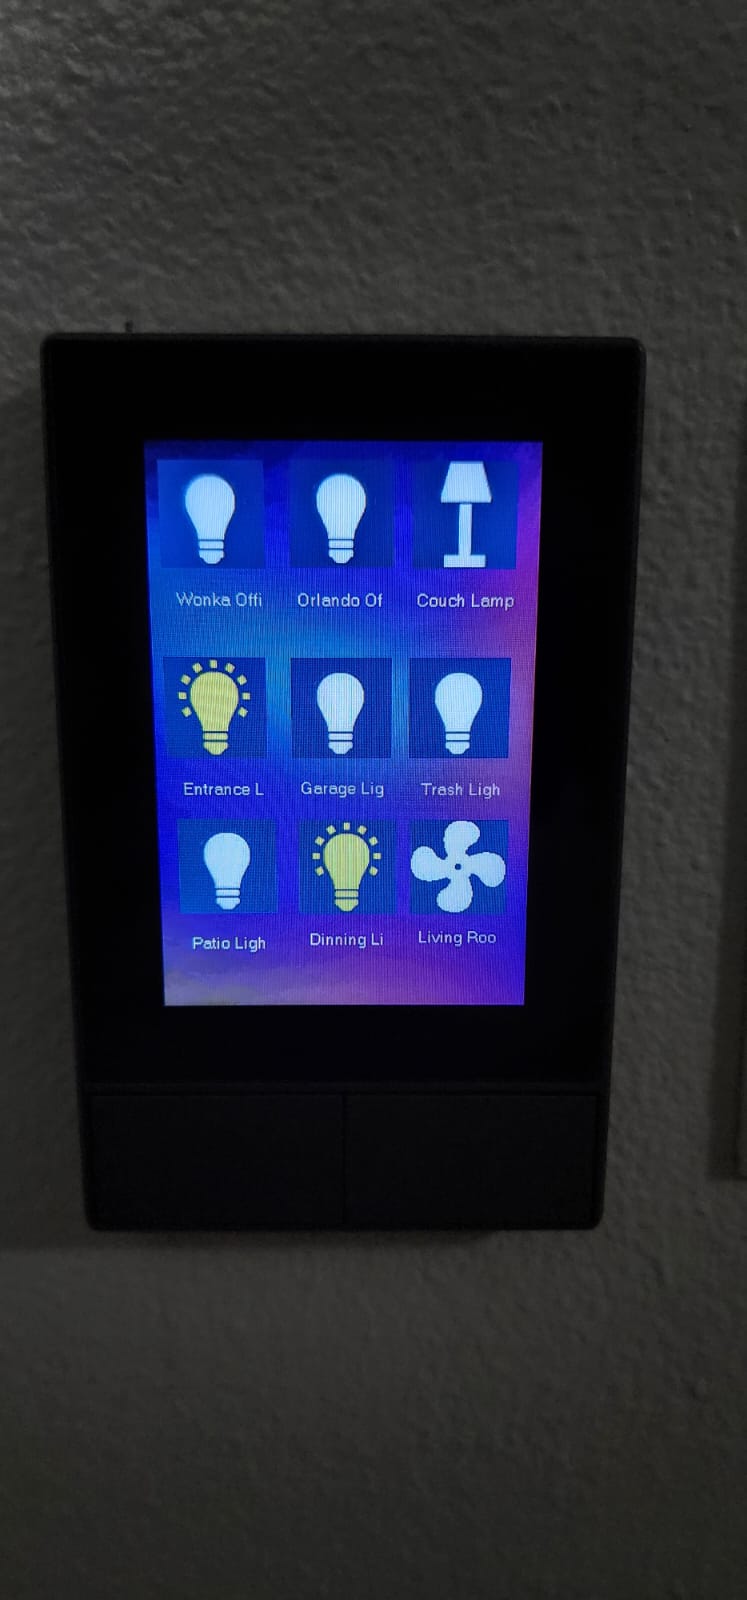 Wonka Offi
Orlando Of
Couch Lamp
Entrance L
Garage Lig
Trash Ligh
Patio Ligh
Dinning Li
Living Roo